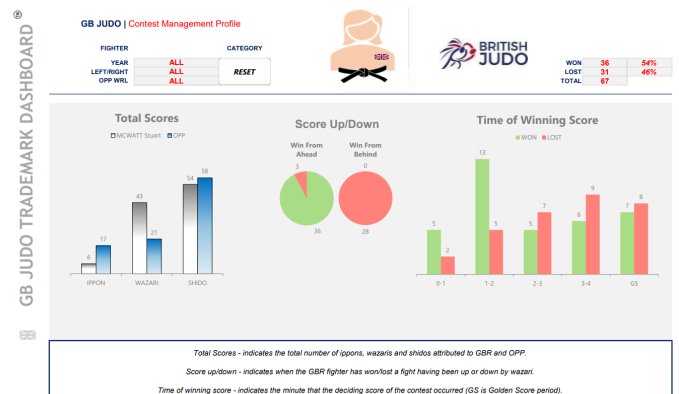 ®
GB JUDO TRADEMARK DASHBOARD
GB JUDO | Contest Management Profile
FIGHTER CATEGORY
YEAR ALL
LEFT/RIGHT ALL
OPP WRL ALL
RESET
BRITISH
JUDO
WON 36 54%
LOST 31 46%
TOTAL 67
Total Scores
MCWATT Stuart OPP
6 17 43 21 54 58
IPPON WAZARI SHIDO
Score Up/Down
Win From Win From
Ahead Behind
3 0
36 28
Time of Winning Score
WON LOST
5 2 13 5 5 7 6 9 7 8
0-1 1-2 2-3 3-4 GS
Total Scores - indicates the total number of ippons, wazaris and shidos attributed to GBR and OPP.
Score up/down - indicates when the GBR fighter has won/lost a fight having been up or down by wazari.
Time of winning score - indicates the minute that the deciding score of the contest occurred (GS is Golden Score period).